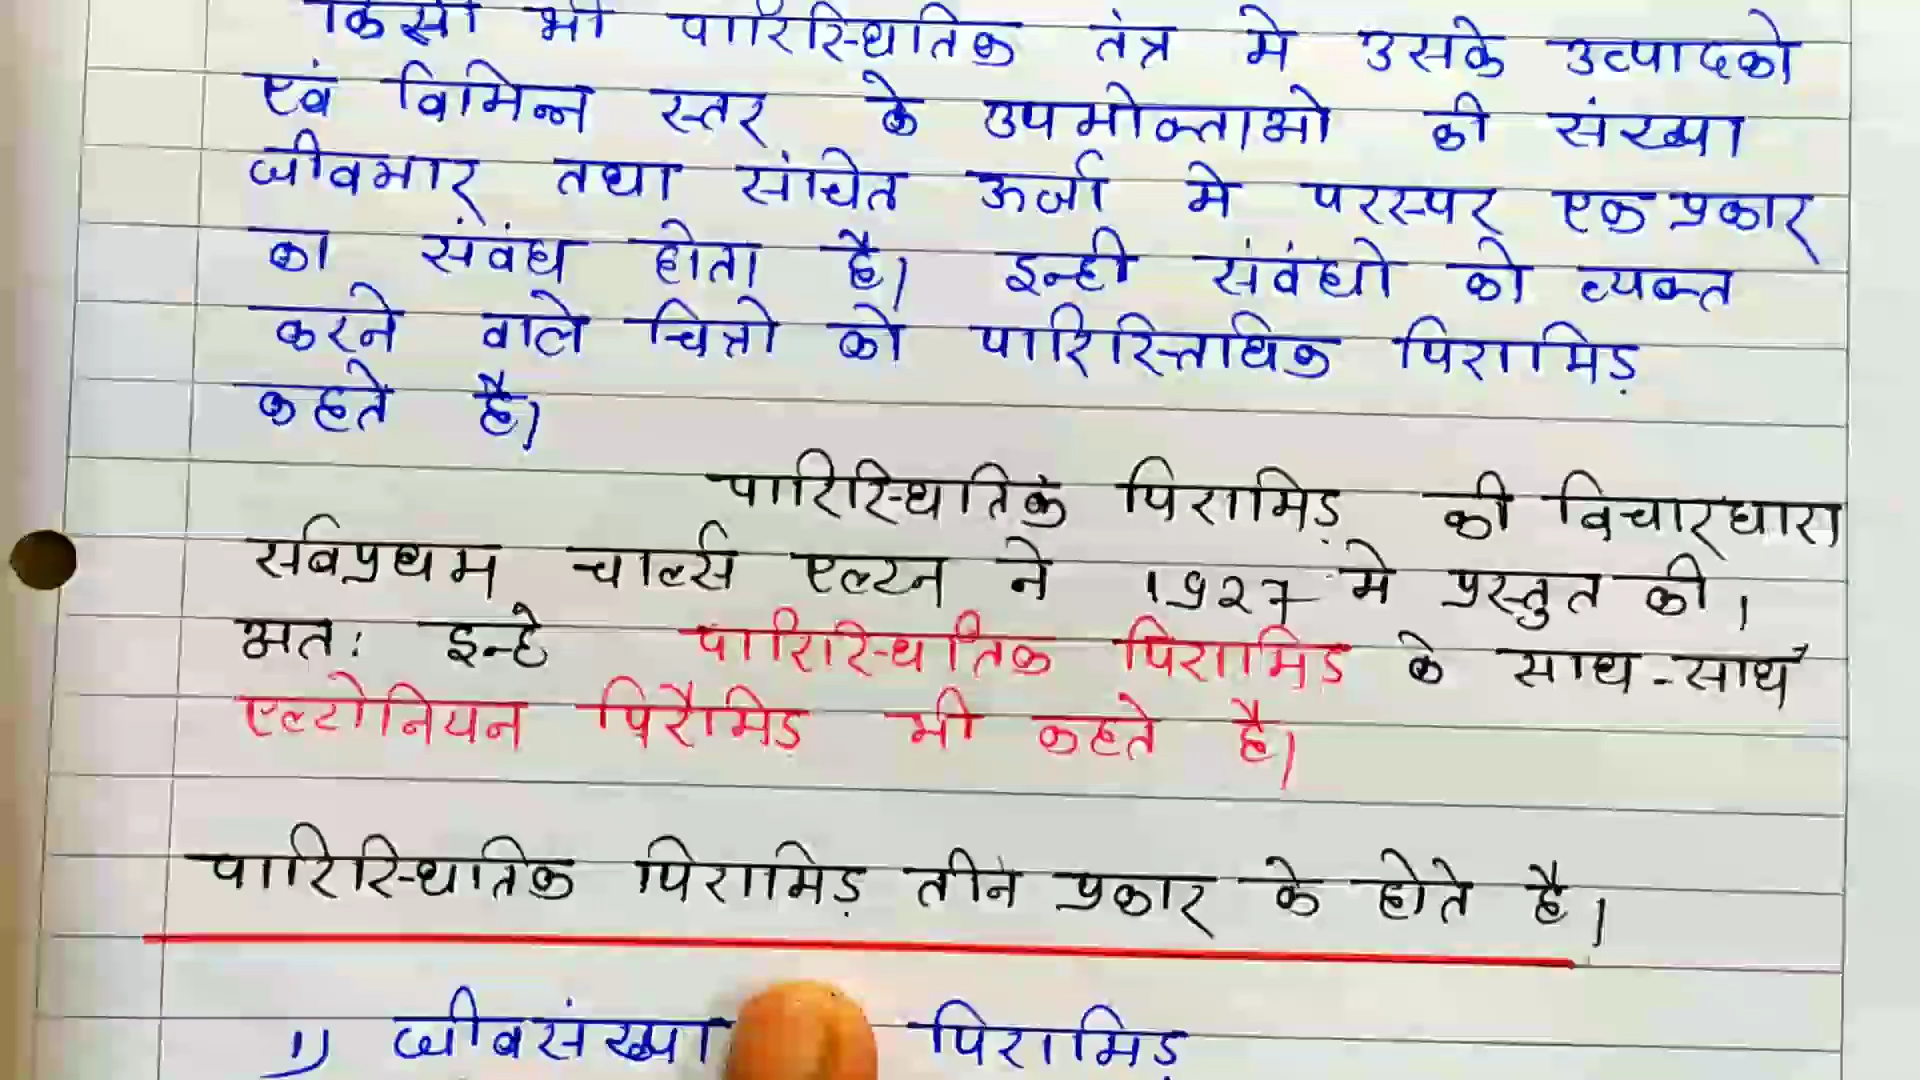 किसी भी पारिस्थितिक तंत्र मे उसके उत्पादको
एवं विभिन्न स्तर के उपभोक्ताओ की संख्या
जीवभार तथा संचित ऊर्जा मे परस्पर एक प्रकार
का संबंध होता है। इन्ही संबंधो को व्यक्त
करने वाले चित्रो को पारिस्तिथिक पिरामिड़
कहते है।
पारिस्थितिक पिरामिड़ की विचारधारा
सर्वप्रथम चार्ल्स एल्टन ने 1927 मे प्रस्तुत की।
अतः इन्हे पारिस्थितिक पिरामिड के साथ-साथ
एल्टोनियन पिरैमिड भी कहते है।
पारिस्थितिक पिरामिड़ तीन प्रकार के होते है।
1) जीवसंख्या पिरामिड़